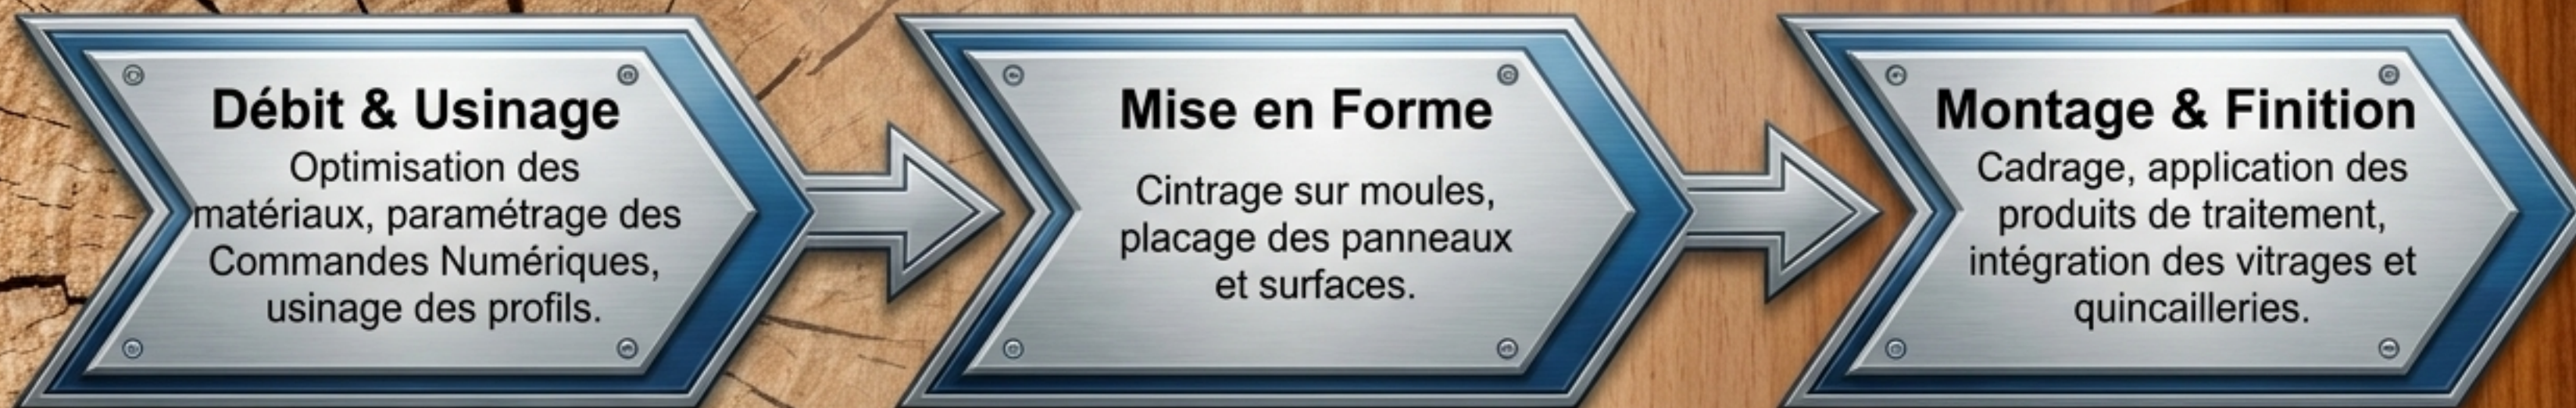 Débit & Usinage
Optimisation des
matériaux, paramétrage des
Commandes Numériques,
usinage des profils.
Mise en Forme
Cintrage sur moules,
placage des panneaux
et surfaces.
Montage & Finition
Cadrage, application des
produits de traitement,
intégration des vitrages et
quincailleries.